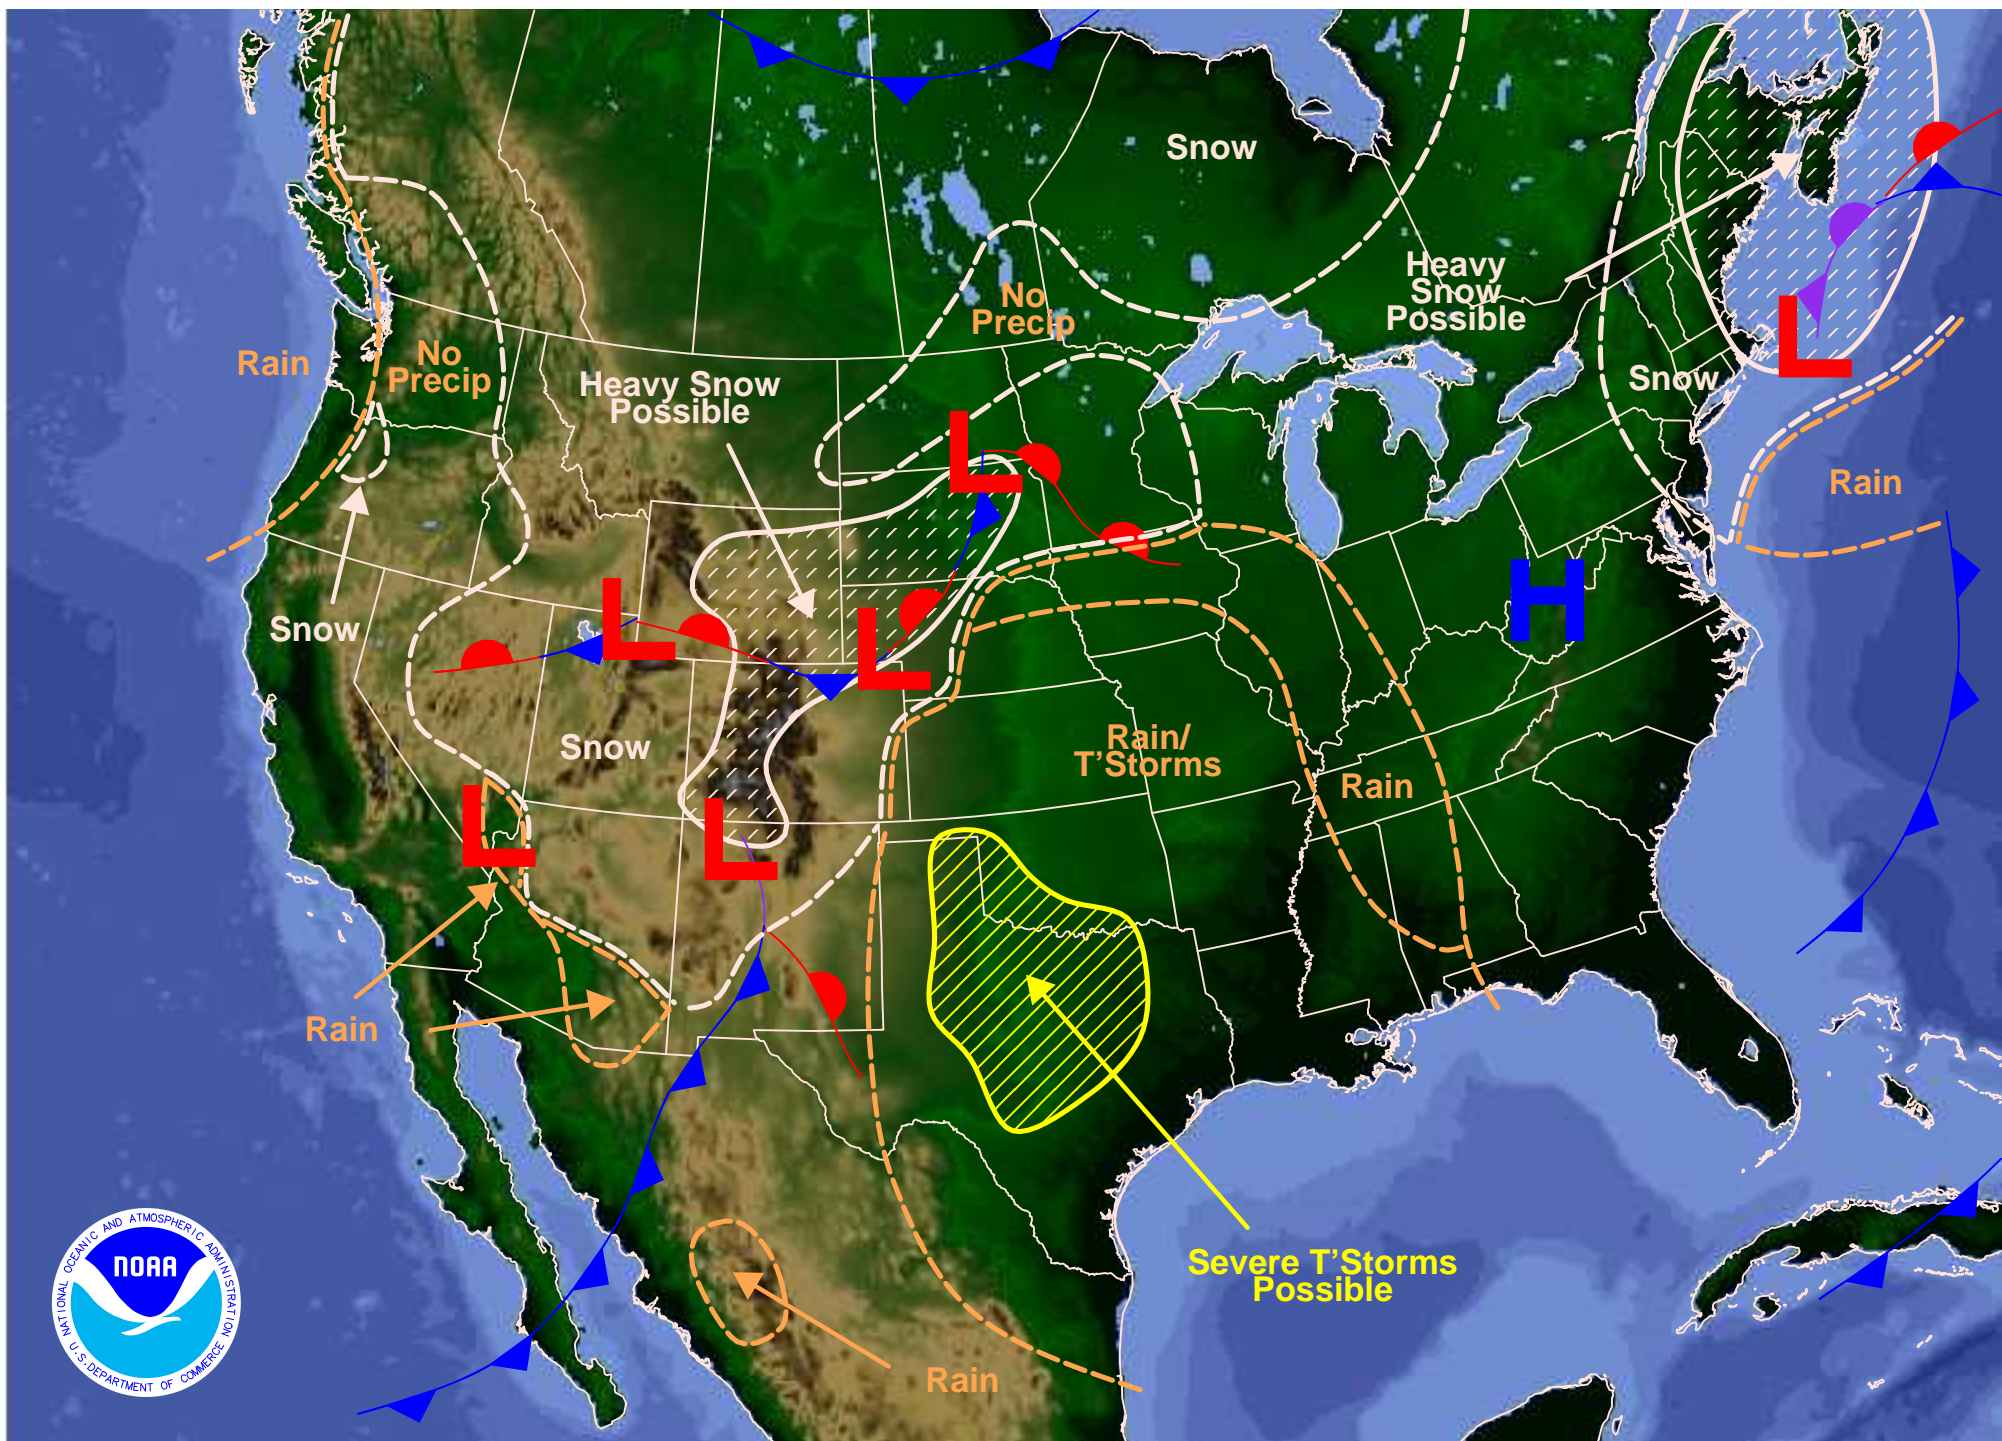 Snow
Heavy
Snow
Possible
No
Precip
Rain
No
Precip
Heavy Snow
Possible
Snow
L
L
Rain
H
Snow
L
L
Snow
Rain/
T'Storms
Rain
L
L
Rain
Severe T'Storms
Possible
Rain
NATIONAL OCEANIC AND ATMOSPHERIC ADMINISTRATION
NOAA
U.S. DEPARTMENT OF COMMERCE